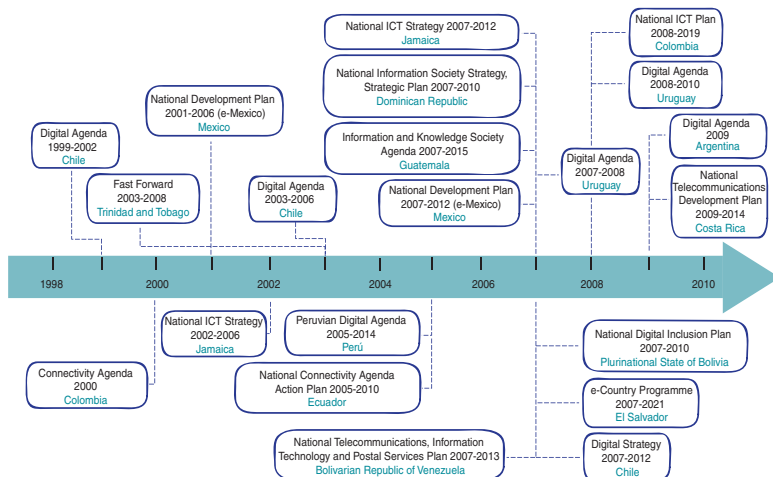 National ICT Strategy 2007-2012
Jamaica
National ICT Plan
2008-2019
Colombia
National Information Society Strategy,
Strategic Plan 2007-2010
Dominican Republic
Digital Agenda
2008-2010
Uruguay
National Development Plan
2001-2006 (e-Mexico)
Mexico
Digital Agenda
1999-2002
Chile
Information and Knowledge Society
Agenda 2007-2015
Guatemala
Digital Agenda
2009
Argentina
Digital Agenda
2007-2008
Uruguay
Fast Forward
2003-2008
Trinidad and Tobago
Digital Agenda
2003-2006
Chile
National Development Plan
2007-2012 (e-Mexico)
Mexico
National
Telecommunications
Development Plan
2009-2014
Costa Rica
1998 2000 2002 2004 2006 2008 2010
National ICT Strategy
2002-2006
Jamaica
Peruvian Digital Agenda
2005-2014
Perú
National Digital Inclusion Plan
2007-2010
Plurinational State of Bolivia
Connectivity Agenda
2000
Colombia
National Connectivity Agenda
Action Plan 2005-2010
Ecuador
e-Country Programme
2007-2021
El Salvador
National Telecommunications, Information
Technology and Postal Services Plan 2007-2013
Bolivarian Republic of Venezuela
Digital Strategy
2007-2012
Chile